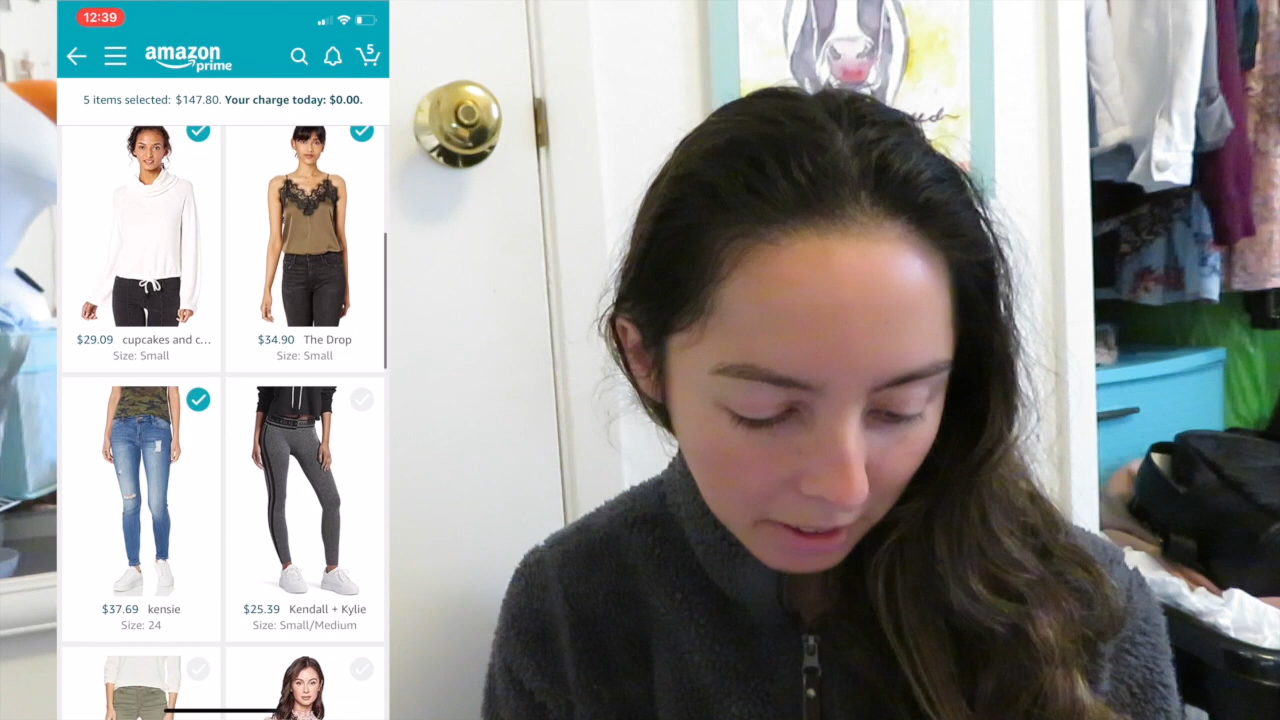 12:39
amazon
prime
5
5 items selected: $147.80. Your charge today: $0.00.
$29.09 cupcakes and c...
Size: Small
$34.90 The Drop
Size: Small
$37.69 kensie
Size: 24
$25.39 Kendall + Kylie
Size: Small/Medium